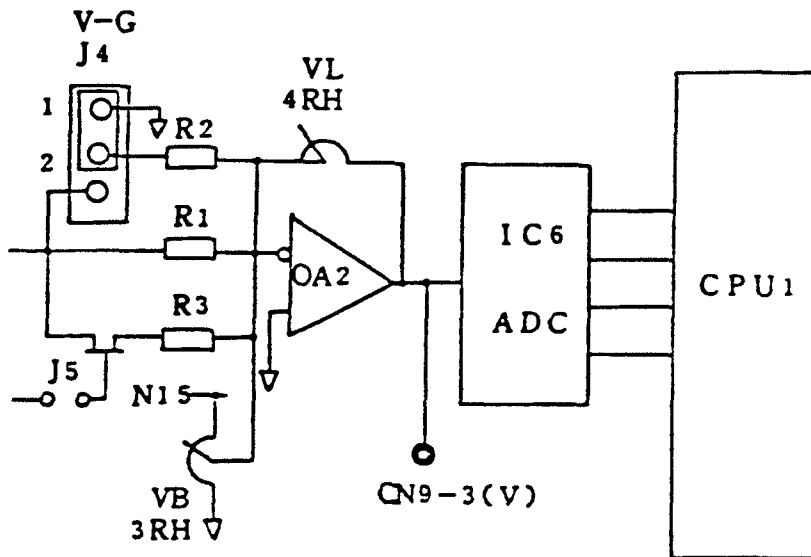 V-G
J4
1
2
R2
VL
4RH
R1
OA2
R3
J5
N15
VB
3RH
IC6
ADC
CPU1
CN9-3(V)